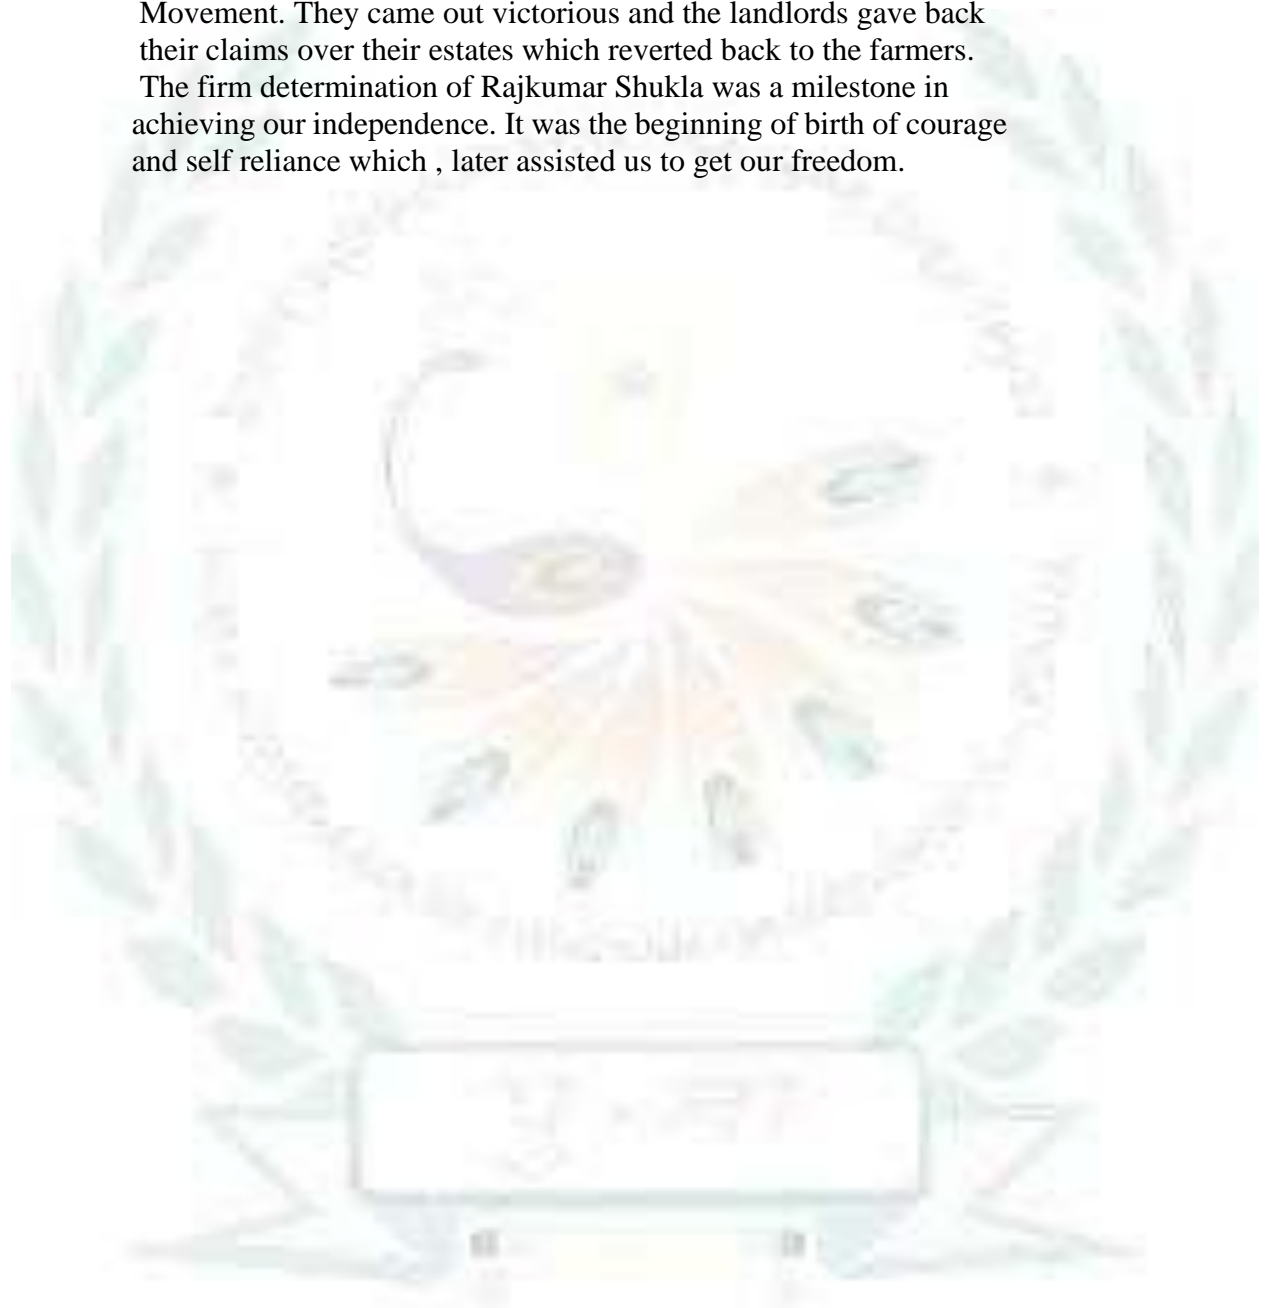 Movement. They came out victorious and the landlords gave back
their claims over their estates which reverted back to the farmers.
The firm determination of Rajkumar Shukla was a milestone in
achieving our independence. It was the beginning of birth of courage
and self reliance which , later assisted us to get our freedom.